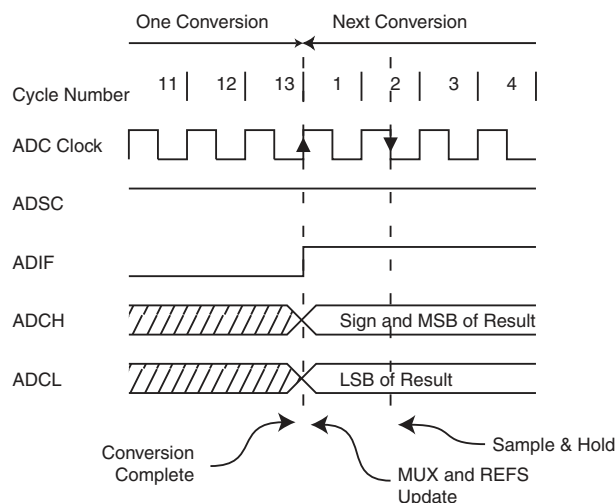 One Conversion Next Conversion
Cycle Number 11 12 13 1 2 3 4
ADC Clock
ADSC
ADIF
ADCH Sign and MSB of Result
ADCL LSB of Result
Conversion
Complete
MUX and REFS
Update
Sample & Hold